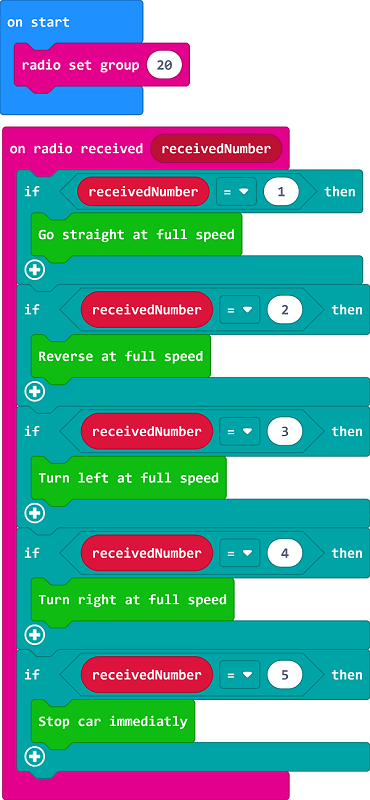 on start
radio set group 20
on radio received receivedNumber
if receivedNumber = 1 then
Go straight at full speed
if receivedNumber = 2 then
Reverse at full speed
if receivedNumber = 3 then
Turn left at full speed
if receivedNumber = 4 then
Turn right at full speed
if receivedNumber = 5 then
Stop car immediatly